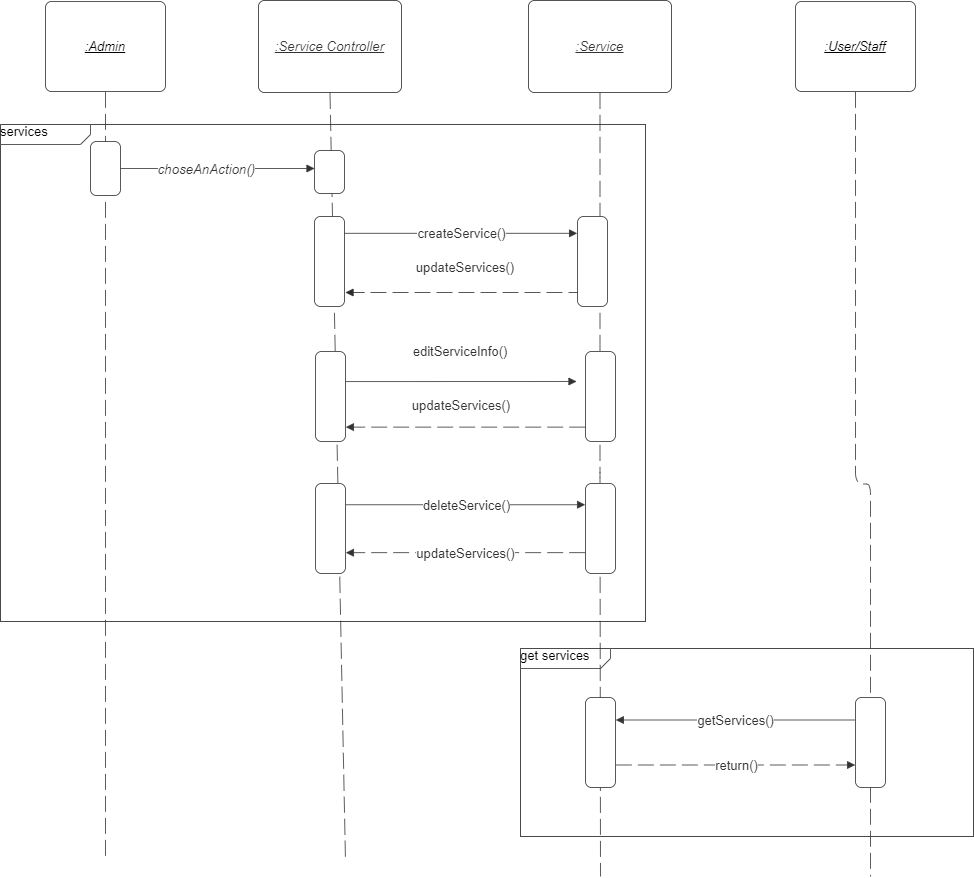 :Admin
:Service Controller
:Service
:User/Staff
services
choseAnAction()
createService()
updateServices()
editServiceInfo()
updateServices()
deleteService()
updateServices()
get services
getServices()
return()